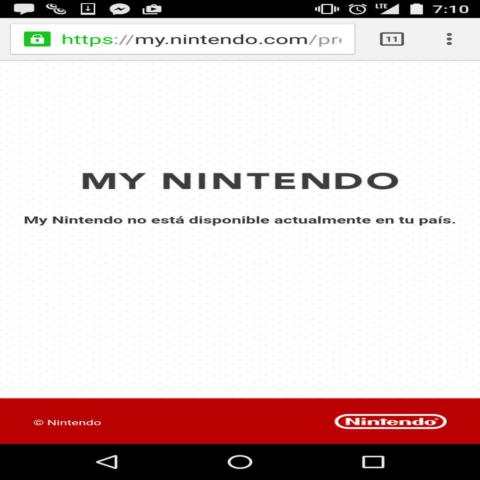 LTE 7:10
https://my.nintendo.com/pr
11
MY NINTENDO
My Nintendo no está disponible actualmente en tu país.
© Nintendo
Nintendo